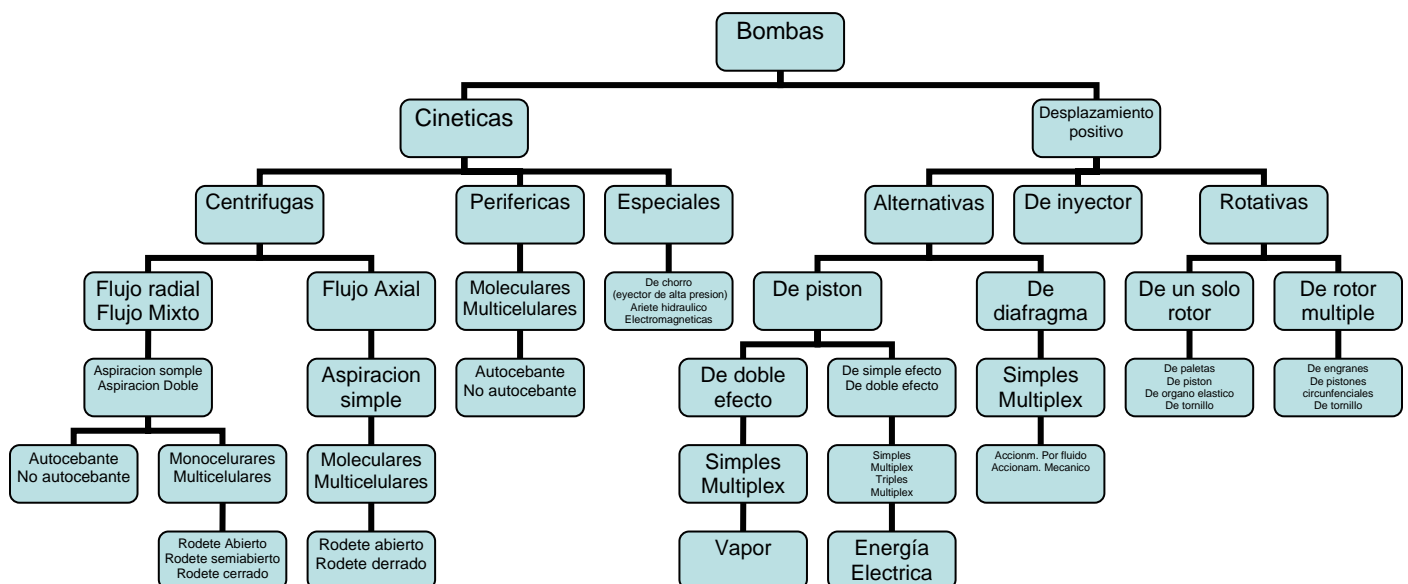 Bombas
Cineticas
Desplazamiento
positivo
Centrifugas
Perifericas
Especiales
Alternativas
De inyector
Rotativas
Flujo radial
Flujo Mixto
Flujo Axial
Moleculares
Multicelulares
De chorro
(eyector de alta presion)
Ariete hidraulico
Electromagneticas
De piston
De
diafragma
De un solo
rotor
De rotor
multiple
Aspiracion somple
Aspiracion Doble
Aspiracion
simple
Autocebante
No autocebante
De doble
efecto
De simple efecto
De doble efecto
Simples
Multiplex
De paletas
De piston
De organo elastico
De tornillo
De engranes
De pistones
circunfenciales
De tornillo
Autocebante
No autocebante
Monocelurares
Multicelulares
Moleculares
Multicelulares
Simples
Multiplex
Simples
Multiplex
Triples
Multiplex
Accionm. Por fluido
Accionam. Mecanico
Rodete Abierto
Rodete semiabierto
Rodete cerrado
Rodete abierto
Rodete derrado
Vapor
Energía
Electrica